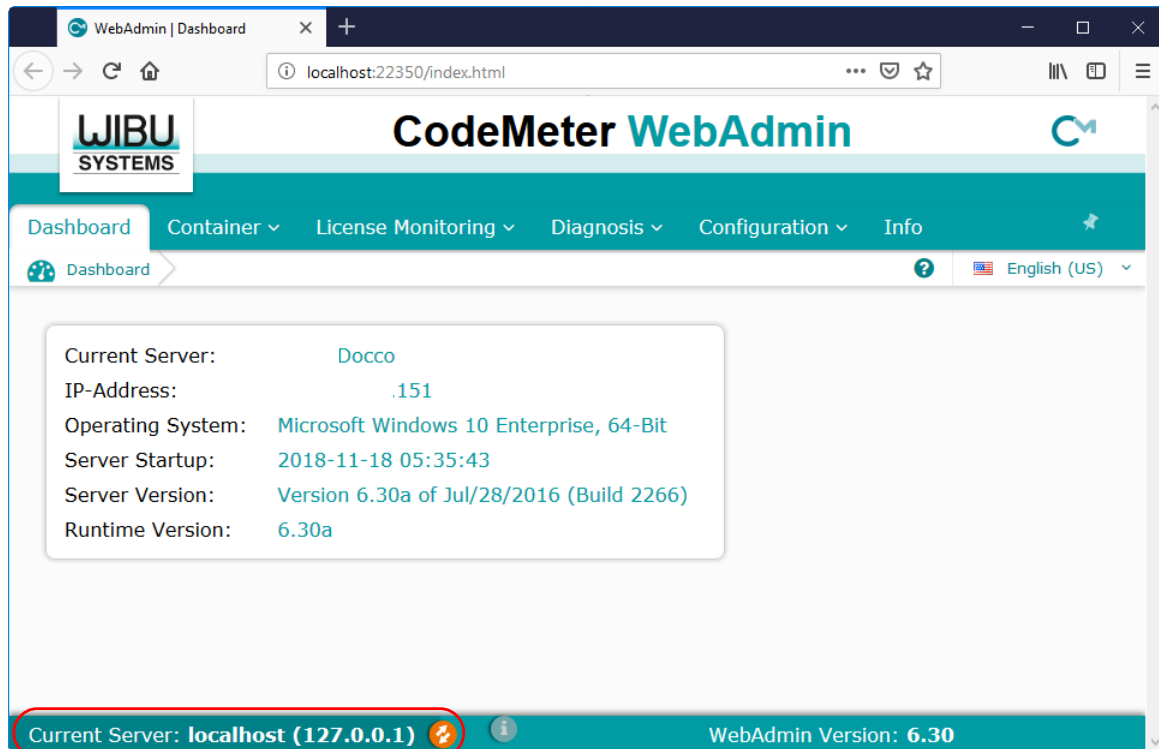 WebAdmin | Dashboard
localhost:22350/index.html
WIBU
SYSTEMS
CodeMeter WebAdmin
CM
Dashboard Container License Monitoring Diagnosis Configuration Info
Dashboard
? English (US)
Current Server: Docco
IP-Address: .151
Operating System: Microsoft Windows 10 Enterprise, 64-Bit
Server Startup: 2018-11-18 05:35:43
Server Version: Version 6.30a of Jul/28/2016 (Build 2266)
Runtime Version: 6.30a
Current Server: localhost (127.0.0.1) i WebAdmin Version: 6.30